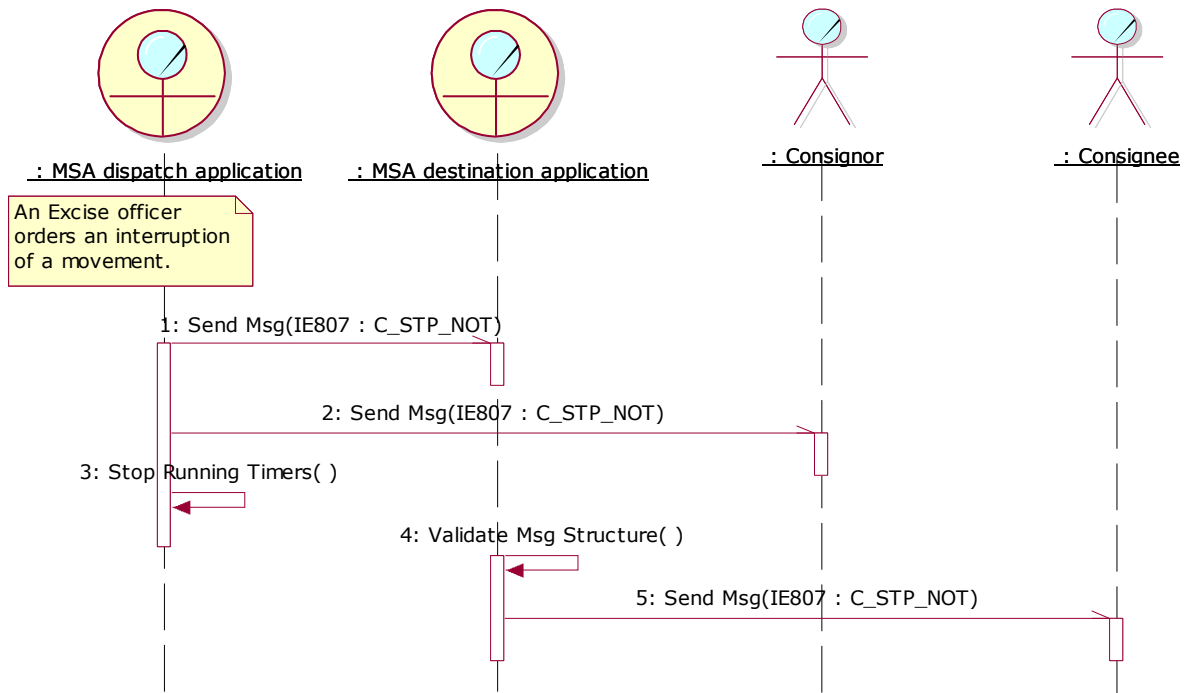 : MSA dispatch application
: MSA destination application
: Consignor
: Consignee
An Excise officer
orders an interruption
of a movement.
1: Send Msg(IE807 : C_STP_NOT)
2: Send Msg(IE807 : C_STP_NOT)
3: Stop Running Timers( )
4: Validate Msg Structure( )
5: Send Msg(IE807 : C_STP_NOT)